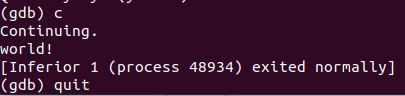 (gdb) c
Continuing.
world!
[Inferior 1 (process 48934) exited normally]
(gdb) quit